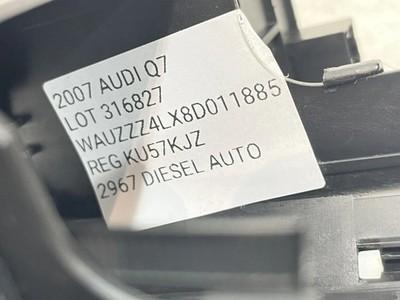 2007 AUDI Q7
LOT 316827
WAUZZZ4LX8D011885
REG KU57KJZ
2967 DIESEL AUTO